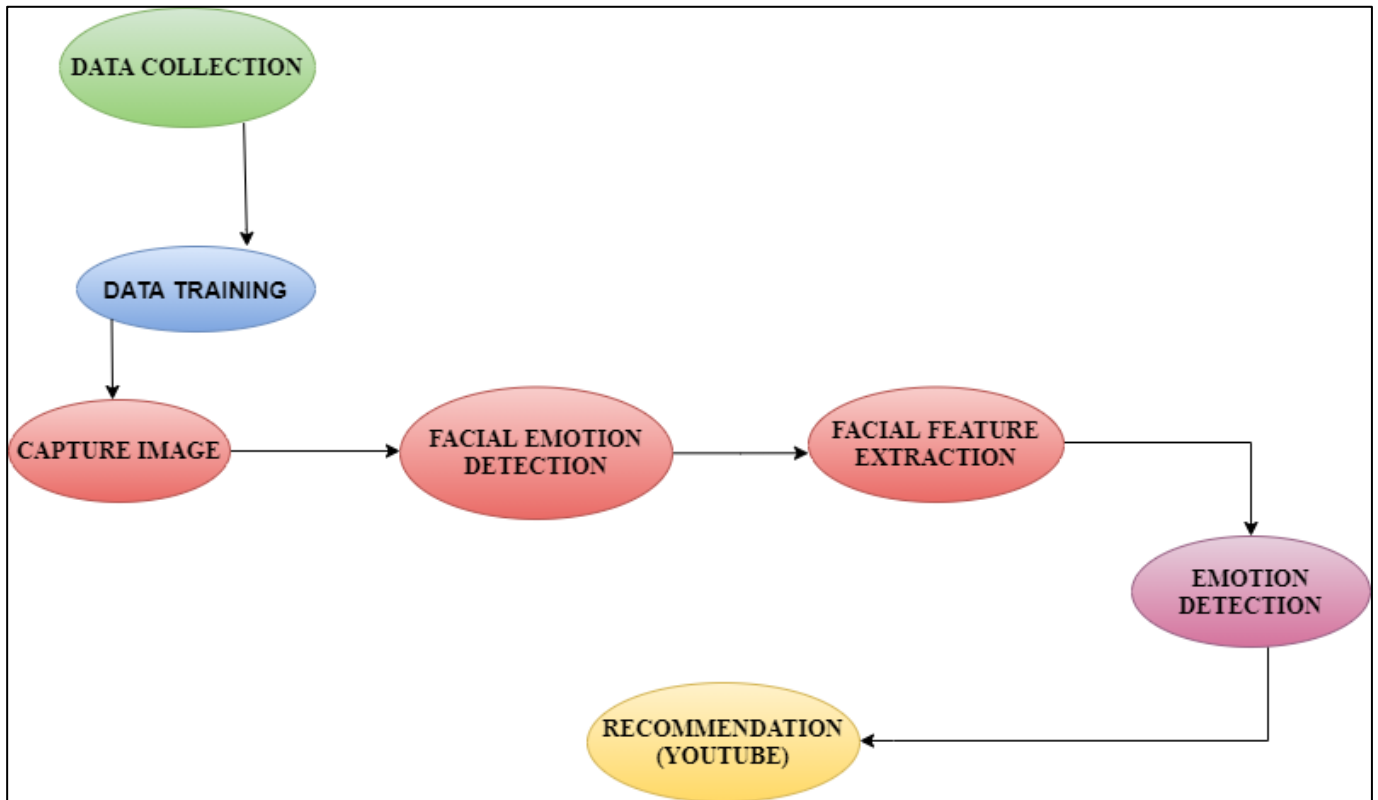 DATA COLLECTION
DATA TRAINING
CAPTURE IMAGE
FACIAL EMOTION
DETECTION
FACIAL FEATURE
EXTRACTION
EMOTION
DETECTION
RECOMMENDATION
(YOUTUBE)